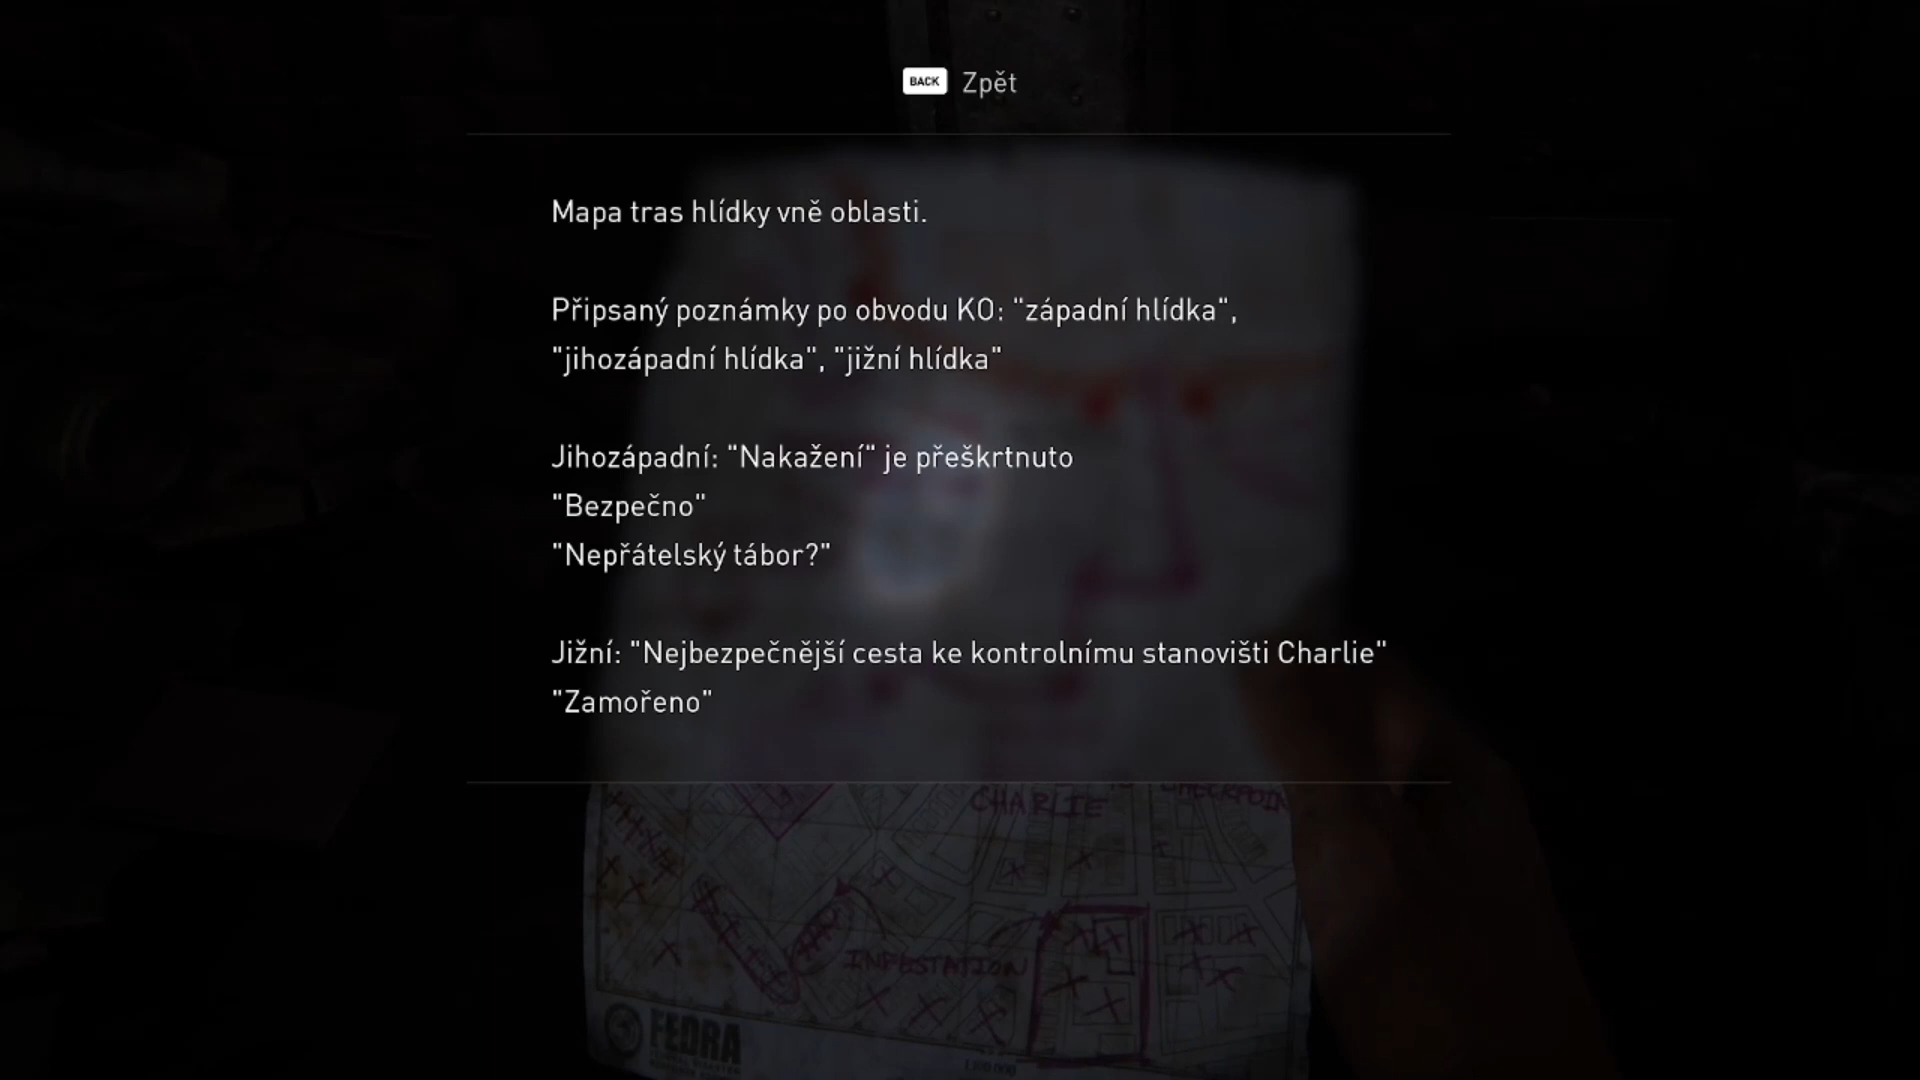 BACK Zpět
Mapa tras hlídky vně oblasti.
Připsaný poznámky po obvodu KO: "západní hlídka",
"jihozápadní hlídka", "jižní hlídka"
Jihozápadní: "Nakažení" je přeškrtnuto
"Bezpečno"
"Nepřátelský tábor?"
Jižní: "Nejbezpečnější cesta ke kontrolnímu stanovišti Charlie"
"Zamořeno"
CHARLIE
INFESTATION
FEDRA